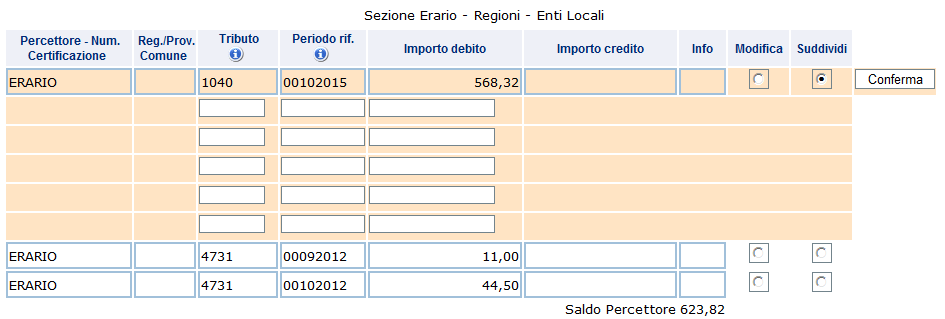 Sezione Erario - Regioni - Enti Locali
Percettore - Num. Certificazione Reg./Prov. Comune Tributo Periodo rif. Importo debito Importo credito Info Modifica Suddividi
ERARIO 1040 00102015 568,32 Conferma
ERARIO 4731 00092012 11,00
ERARIO 4731 00102012 44,50
Saldo Percettore 623,82